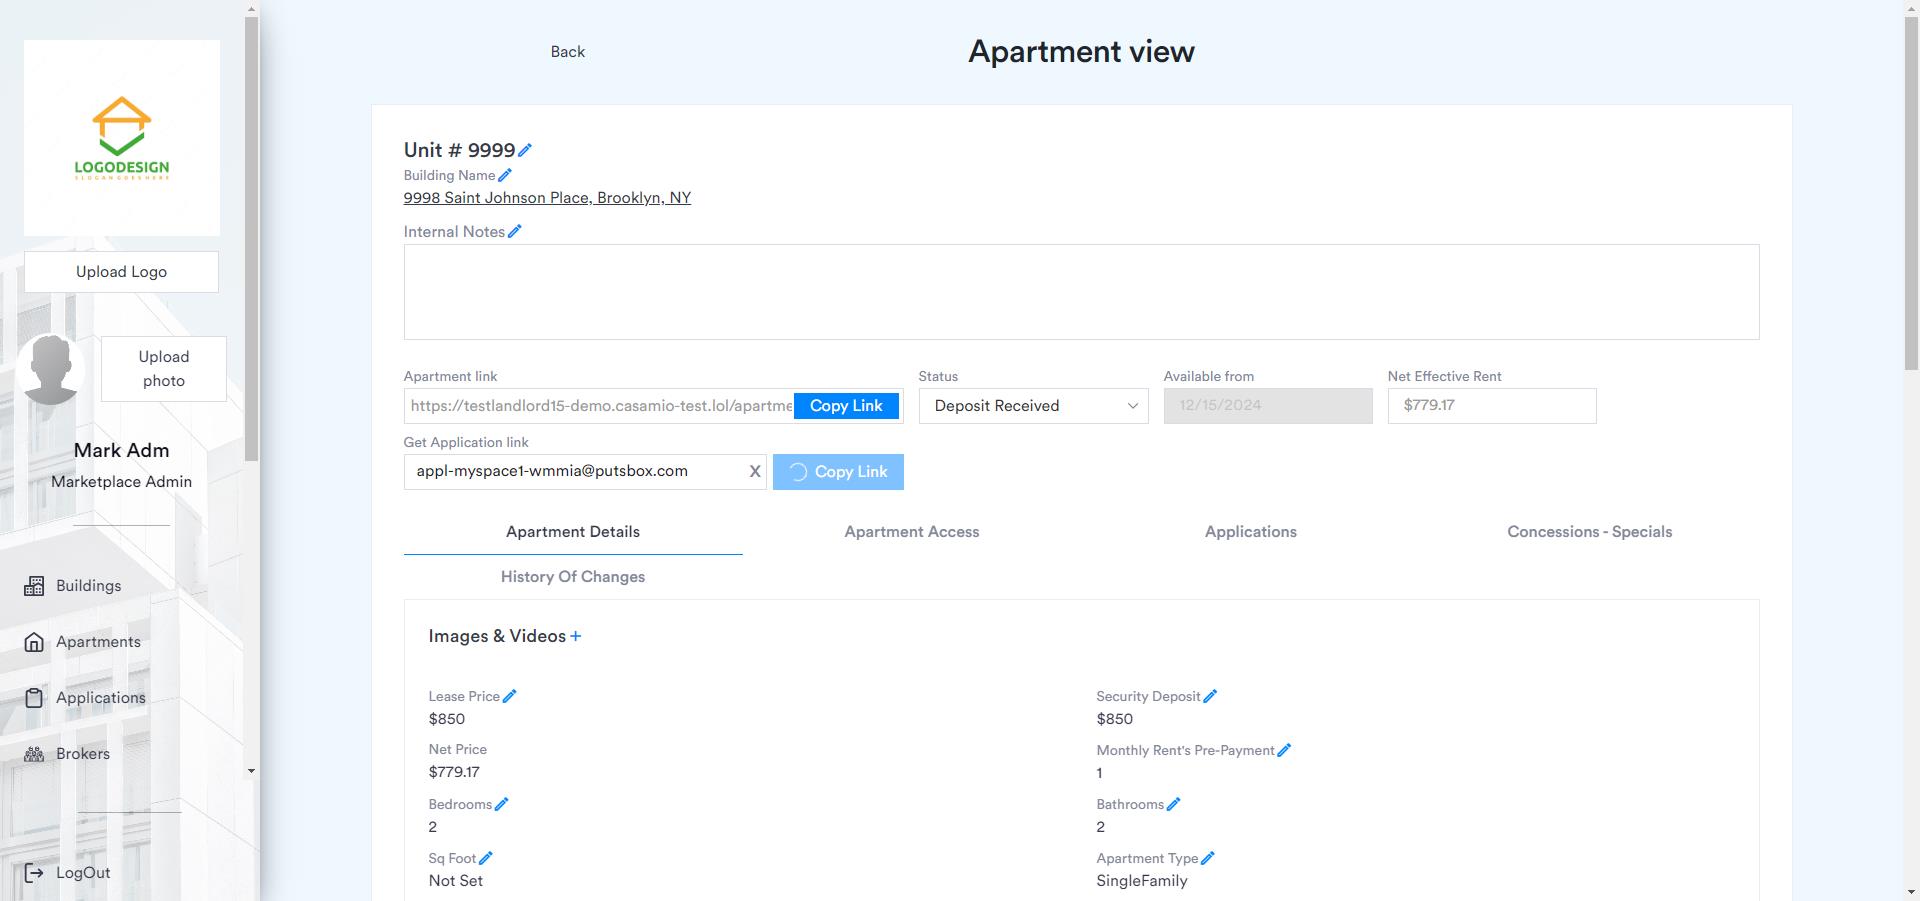 LOGODESIGN
SLOGAN GOES HERE
Upload Logo
Upload
photo
Mark Adm
Marketplace Admin
Buildings
Apartments
Applications
Brokers
LogOut
Back
Apartment view
Unit # 9999
Building Name
9998 Saint Johnson Place, Brooklyn, NY
Internal Notes
Apartment link
https://testlandlord15-demo.casamio-test.lol/apartme
Copy Link
Status
Deposit Received
Available from
12/15/2024
Net Effective Rent
$779.17
Get Application link
appl-myspace1-wmmia@putsbox.com
X
Copy Link
Apartment Details
Apartment Access
Applications
Concessions - Specials
History Of Changes
Images & Videos +
Lease Price
$850
Security Deposit
$850
Net Price
$779.17
Monthly Rent's Pre-Payment
1
Bedrooms
2
Bathrooms
2
Sq Foot
Not Set
Apartment Type
SingleFamily